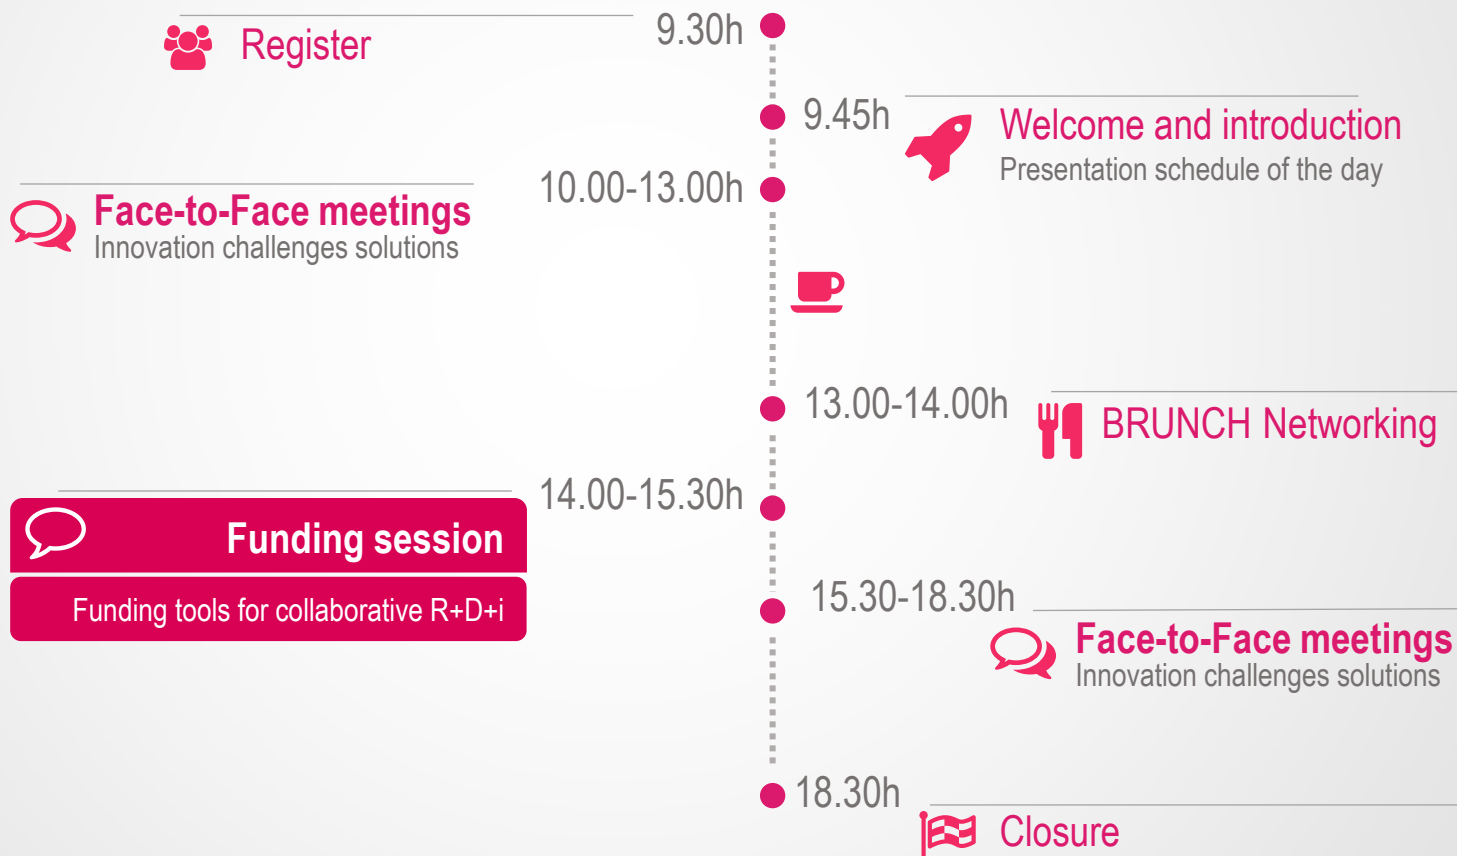 9.30h
Register
9.45h
Welcome and introduction
Presentation schedule of the day
10.00-13.00h
Face-to-Face meetings
Innovation challenges solutions
13.00-14.00h
BRUNCH Networking
14.00-15.30h
Funding session
Funding tools for collaborative R+D+i
15.30-18.30h
Face-to-Face meetings
Innovation challenges solutions
18.30h
Closure